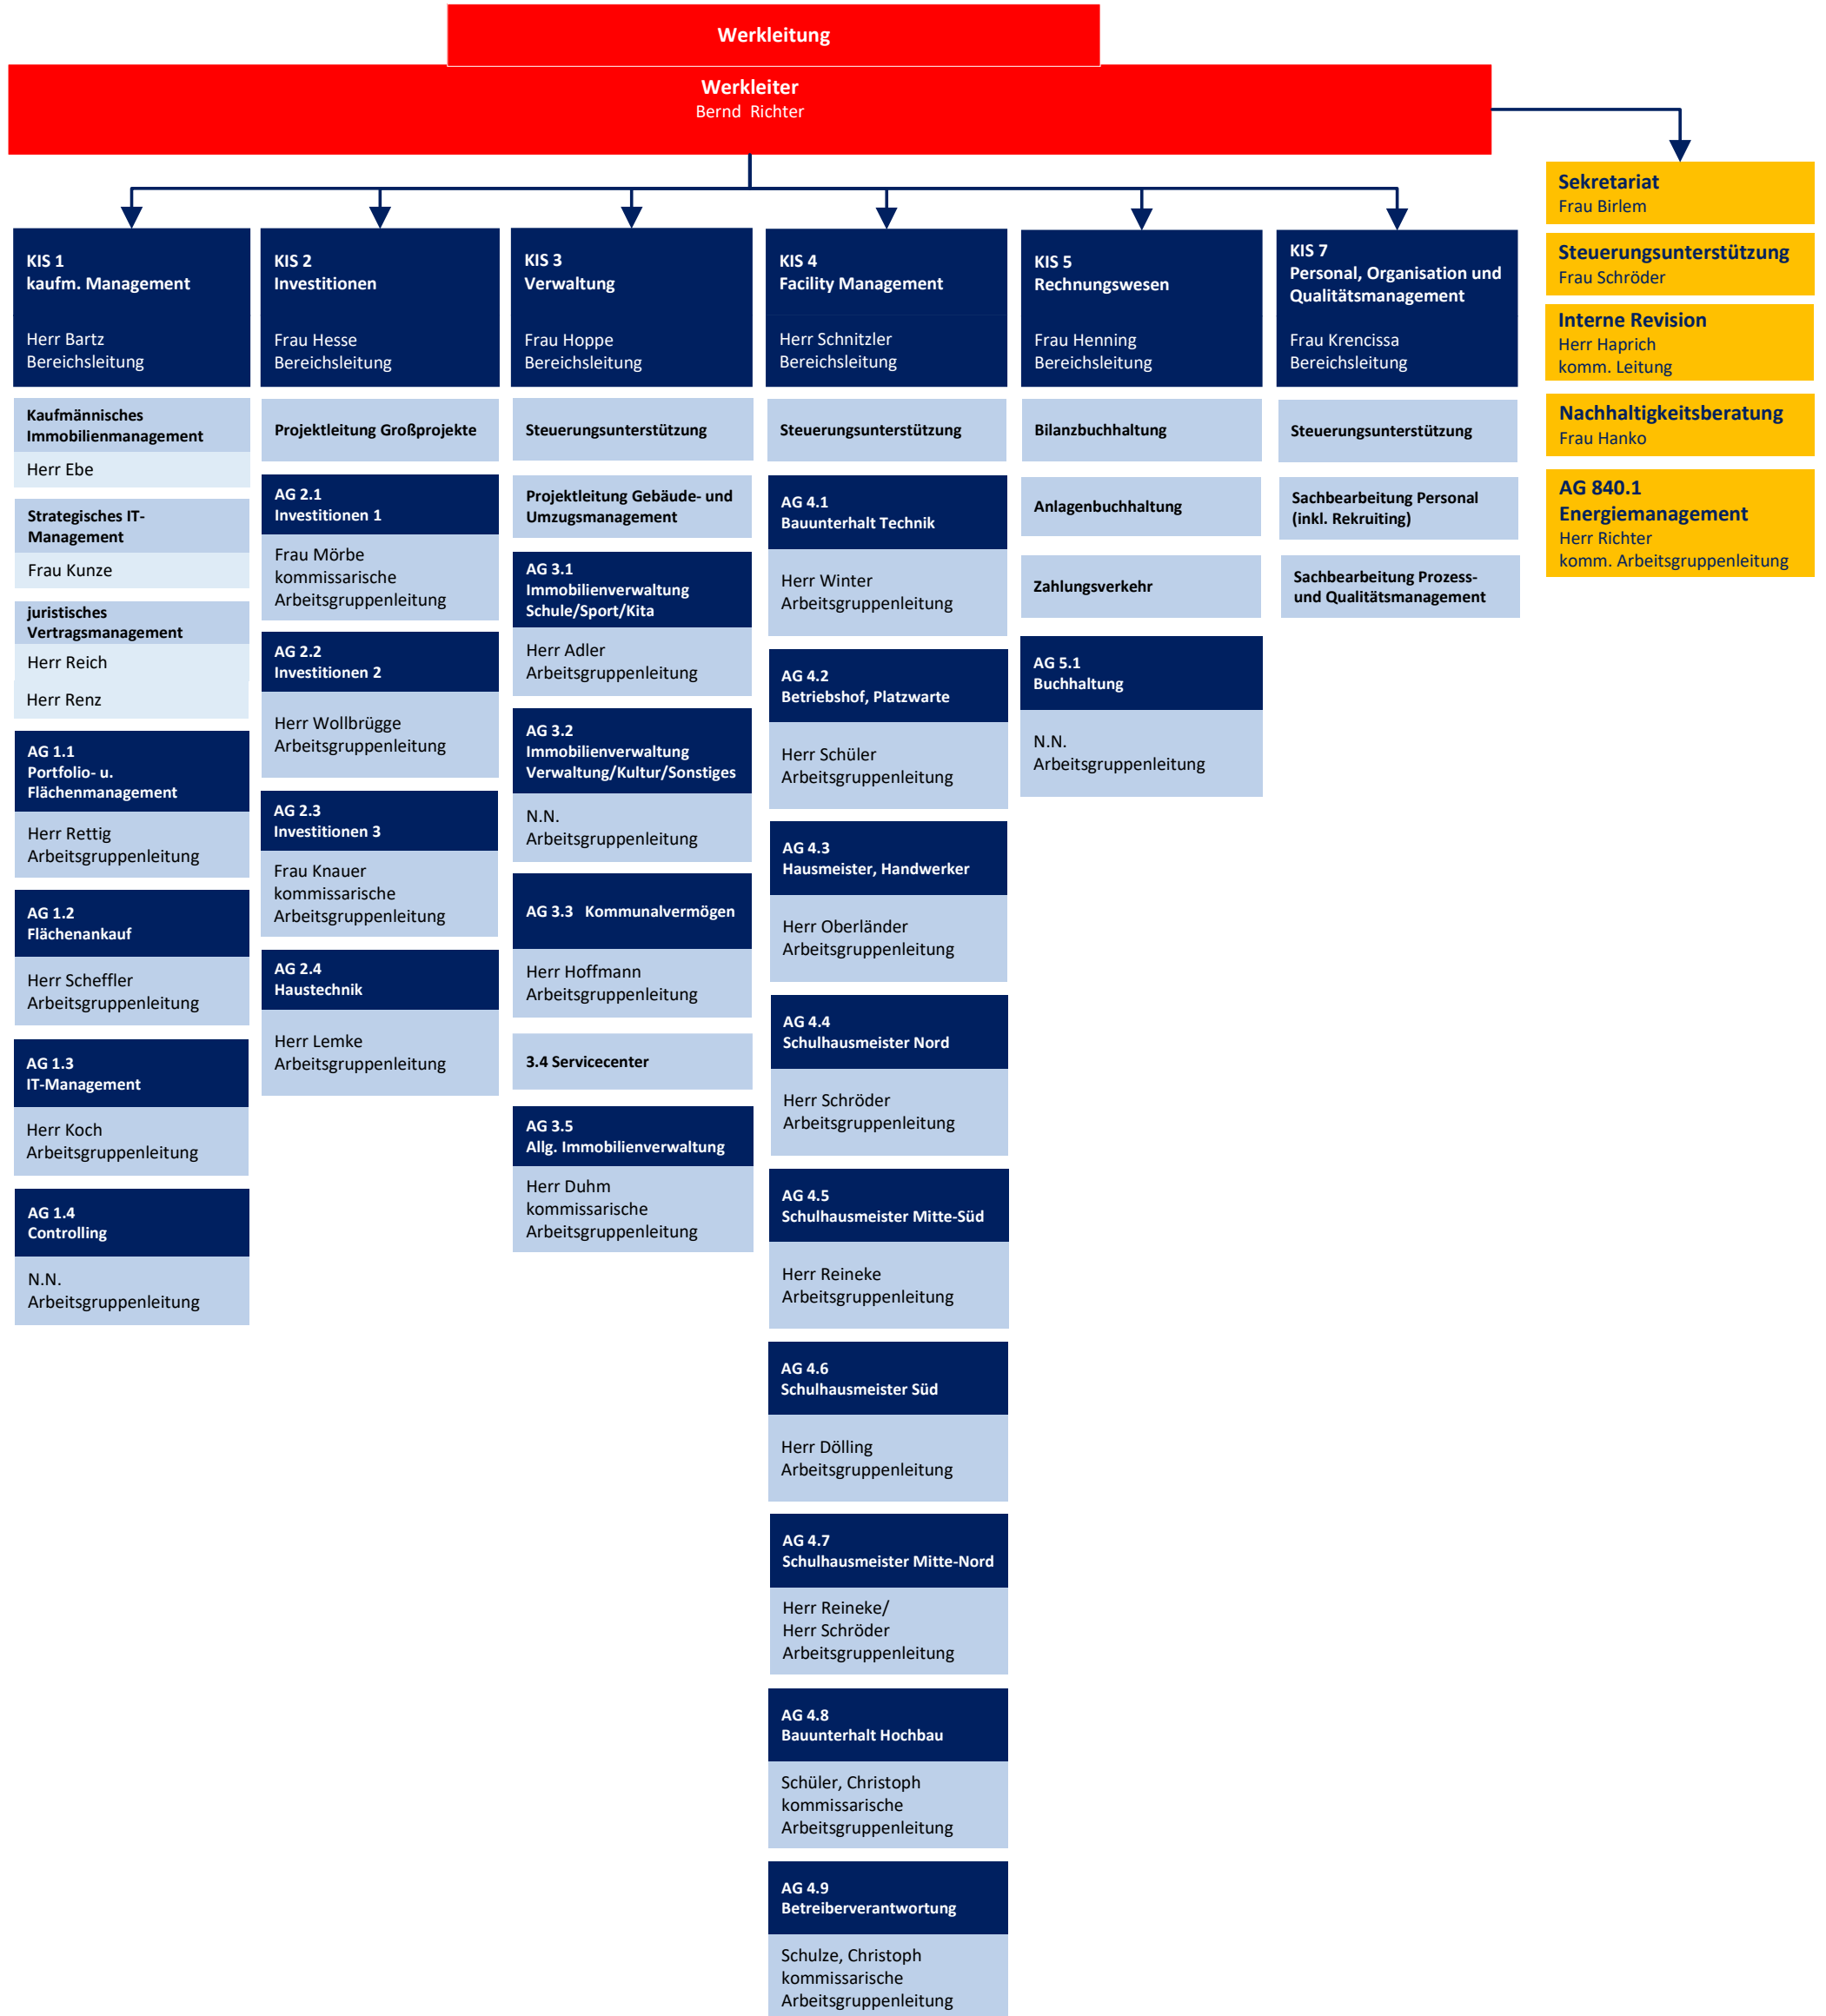 Werkleitung
Werkleiter
Bernd Richter
Sekretariat
Frau Birlem
Steuerungsunterstützung
Frau Schröder
Interne Revision
Herr Haprich
komm. Leitung
Nachhaltigkeitsberatung
Frau Hanko
AG 840.1
Energiemanagement
Herr Richter
komm. Arbeitsgruppenleitung
KIS 1
kaufm. Management
Herr Bartz
Bereichsleitung
Kaufmännisches
Immobilienmanagement
Herr Ebe
Strategisches IT-
Management
Frau Kunze
juristisches
Vertragsmanagement
Herr Reich
Herr Renz
AG 1.1
Portfolio- u.
Flächenmanagement
Herr Rettig
Arbeitsgruppenleitung
AG 1.2
Flächenankauf
Herr Scheffler
Arbeitsgruppenleitung
AG 1.3
IT-Management
Herr Koch
Arbeitsgruppenleitung
AG 1.4
Controlling
N.N.
Arbeitsgruppenleitung
KIS 2
Investitionen
Frau Hesse
Bereichsleitung
Projektleitung Großprojekte
AG 2.1
Investitionen 1
Frau Mörbe
kommissarische
Arbeitsgruppenleitung
AG 2.2
Investitionen 2
Herr Wollbrügge
Arbeitsgruppenleitung
AG 2.3
Investitionen 3
Frau Knauer
kommissarische
Arbeitsgruppenleitung
AG 2.4
Haustechnik
Herr Lemke
Arbeitsgruppenleitung
KIS 3
Verwaltung
Frau Hoppe
Bereichsleitung
Steuerungsunterstützung
Projektleitung Gebäude- und
Umzugsmanagement
AG 3.1
Immobilienverwaltung
Schule/Sport/Kita
Herr Adler
Arbeitsgruppenleitung
AG 3.2
Immobilienverwaltung
Verwaltung/Kultur/Sonstiges
N.N.
Arbeitsgruppenleitung
AG 3.3 Kommunalvermögen
Herr Hoffmann
Arbeitsgruppenleitung
3.4 Servicecenter
AG 3.5
Allg. Immobilienverwaltung
Herr Duhm
kommissarische
Arbeitsgruppenleitung
KIS 4
Facility Management
Herr Schnitzler
Bereichsleitung
Steuerungsunterstützung
AG 4.1
Bauunterhalt Technik
Herr Winter
Arbeitsgruppenleitung
AG 4.2
Betriebshof, Platzwarte
Herr Schüler
Arbeitsgruppenleitung
AG 4.3
Hausmeister, Handwerker
Herr Oberländer
Arbeitsgruppenleitung
AG 4.4
Schulhausmeister Nord
Herr Schröder
Arbeitsgruppenleitung
AG 4.5
Schulhausmeister Mitte-Süd
Herr Reineke
Arbeitsgruppenleitung
AG 4.6
Schulhausmeister Süd
Herr Dölling
Arbeitsgruppenleitung
AG 4.7
Schulhausmeister Mitte-Nord
Herr Reineke/
Herr Schröder
Arbeitsgruppenleitung
AG 4.8
Bauunterhalt Hochbau
Schüler, Christoph
kommissarische
Arbeitsgruppenleitung
AG 4.9
Betreiberverantwortung
Schulze, Christoph
kommissarische
Arbeitsgruppenleitung
KIS 5
Rechnungswesen
Frau Henning
Bereichsleitung
Bilanzbuchhaltung
Anlagenbuchhaltung
Zahlungsverkehr
AG 5.1
Buchhaltung
N.N.
Arbeitsgruppenleitung
KIS 7
Personal, Organisation und
Qualitätsmanagement
Frau Krencissa
Bereichsleitung
Steuerungsunterstützung
Sachbearbeitung Personal
(inkl. Rekruiting)
Sachbearbeitung Prozess-
und Qualitätsmanagement